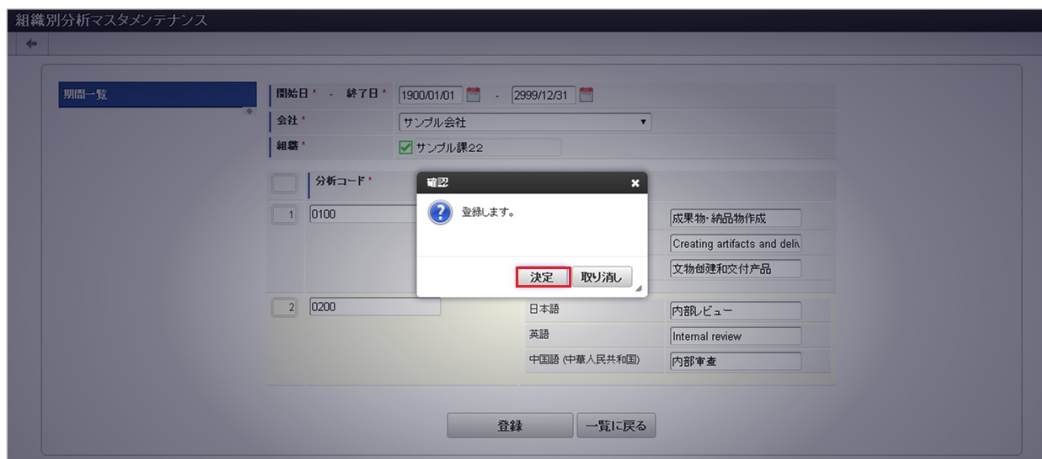 組織別分析マスタメンテナンス
期間一覧
開始日* - 終了日* 1900/01/01 - 2999/12/31
会社* サンプル会社
組織* サンプル課22
分析コード*
確認
登録します。
決定 取り消し
1 0100 成果物・納品物作成
Creating artifacts and deliv
文物创建和交付产品
2 0200 日本語 内部レビュー
英語 Internal review
中国語 (中華人民共和国) 内部审查
登録 一覧に戻る